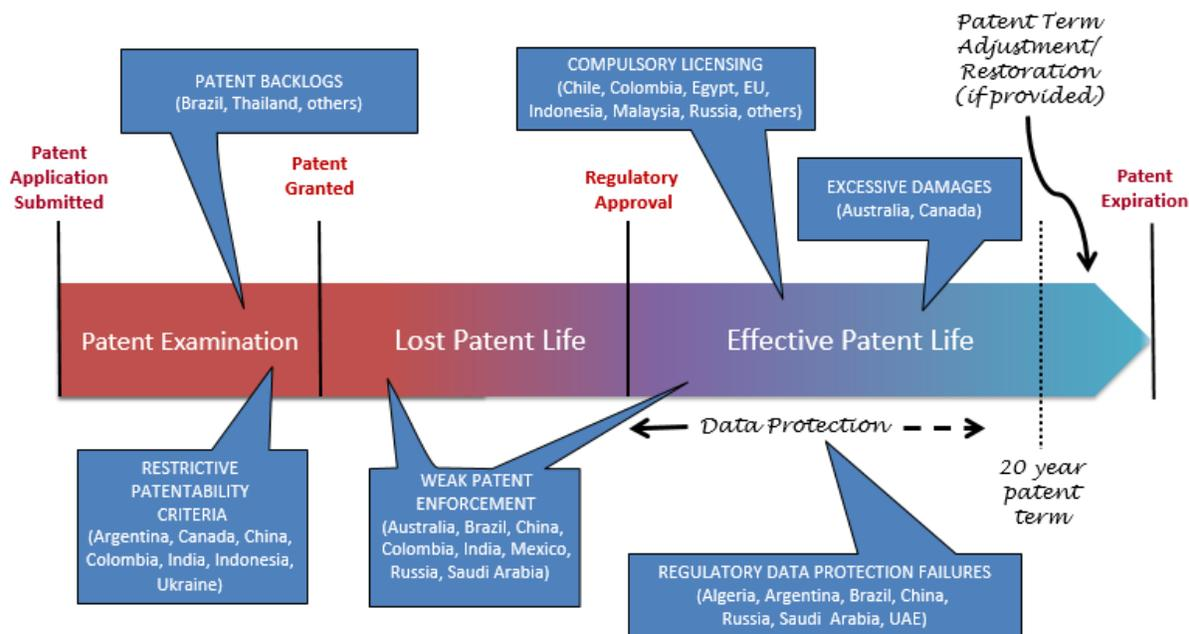 Patent Term
Adjustment/
Restoration
(if provided)
PATENT BACKLOGS
(Brazil, Thailand, others)
COMPULSORY LICENSING
(Chile, Colombia, Egypt, EU,
Indonesia, Malaysia, Russia, others)
EXCESSIVE DAMAGES
(Australia, Canada)
Patent
Application
Submitted
Patent
Granted
Regulatory
Approval
Patent
Expiration
Patent Examination
Lost Patent Life
Effective Patent Life
Data Protection
20 year
patent
term
RESTRICTIVE
PATENTABILITY
CRITERIA
(Argentina, Canada, China,
Colombia, India, Indonesia,
Ukraine)
WEAK PATENT
ENFORCEMENT
(Australia, Brazil, China,
Colombia, India, Mexico,
Russia, Saudi Arabia)
REGULATORY DATA PROTECTION FAILURES
(Algeria, Argentina, Brazil, China,
Russia, Saudi Arabia, UAE)